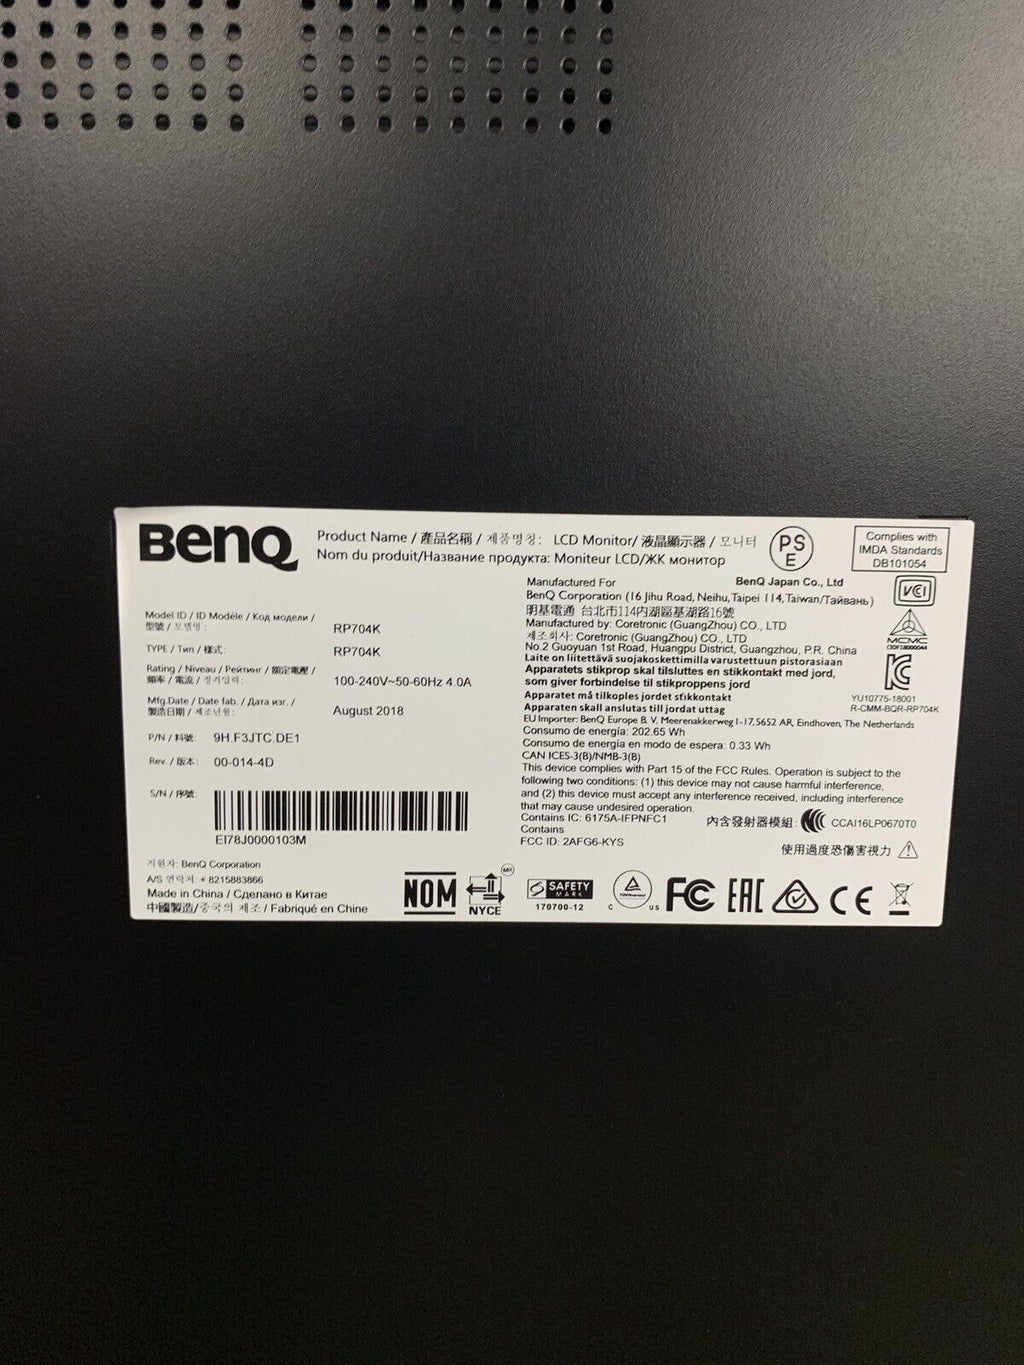 BenQ
Product Name / 產品名稱 / 제품명칭: LCD Monitor/ 液晶顯示器 / 모니터
Nom du produit/Название продукта: Moniteur LCD/ЖК монитор
PS
E
Complies with
IMDA Standards
DB101054
Model ID / ID Modèle / Код модели /
型號 / 모델명 :
RP704K
TYPE / Тип / 樣式:
RP704K
Rating / Niveau / Рейтинг / 額定電壓 /
頻率 / 電流 / 정격입력:
100-240V~50-60Hz 4.0A
Mfg.Date / Date fab. / Дата изг. /
製造日期 / 제조년월:
August 2018
P/N / 料號: 9H.F3JTC.DE1
Rev. / 版本: 00-014-4D
S/N / 序號:
EI78J0000103M
지원자: BenQ Corporation
A/S 연락처: + 8215883866
Made in China / Сделано в Китае
中國製造/중국의 제조 / Fabriqué en Chine
Manufactured For BenQ Japan Co., Ltd
BenQ Corporation (16 Jihu Road, Neihu,Taipei 114,Taiwan/Тайвань)
明基電通 台北市114內湖區基湖路16號
Manufactured by: Coretronic (GuangZhou) CO., LTD
제조회사: Coretronic (GuangZhou) CO., LTD
No.2 Guoyuan 1st Road, Huangpu District, Guangzhou, P.R. China
Laite on liitettävä suojakoskettimilla varustettuun pistorasiaan
Apparatets stikprop skal tilsluttes en stikkontakt med jord,
som giver forbindelse til stikproppens jord
Apparatet må tilkoples jordet stikkontakt
Apparaten skall anslutas till jordat uttag
EU Importer: BenQ Europe B. V. Meerenakkerweg 1-17,5652 AR, Eindhoven, The Netherlands
Consumo de energía: 202.65 Wh
Consumo de energía en modo de espera: 0.33 Wh
CAN ICES-3(B)/NMB-3(B)
This device complies with Part 15 of the FCC Rules. Operation is subject to the
following two conditions: (1) this device may not cause harmful interference,
and (2) this device must accept any interference received, including interference
that may cause undesired operation.
Contains IC: 6175A-IFPNFC1
Contains
FCC ID: 2AFG6-KYS
內含發射器模組: CCAI16LP0670T0
使用過度恐傷害視力
VCCI
MCMC
CIDF18000044
YU10775-18001
R-CMM-BQR-RP704K
NOM
NYCE
SAFETY
MARK
170700-12
C US
FC
EAC
CE